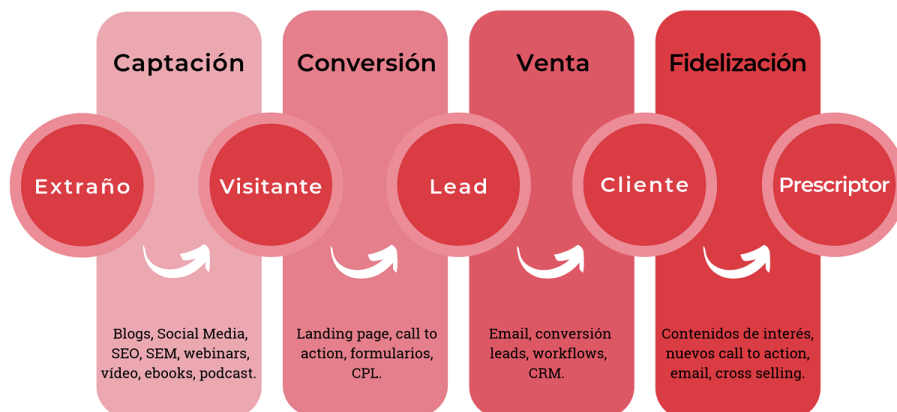 Captación
Conversión
Venta
Fidelización
Extraño
Visitante
Lead
Cliente
Prescriptor
Blogs, Social Media,
SEO, SEM, webinars,
vídeo, ebooks, podcast.
Landing page, call to
action, formularios,
CPL.
Email, conversión
leads, workflows,
CRM.
Contenidos de interés,
nuevos call to action,
email, cross selling.